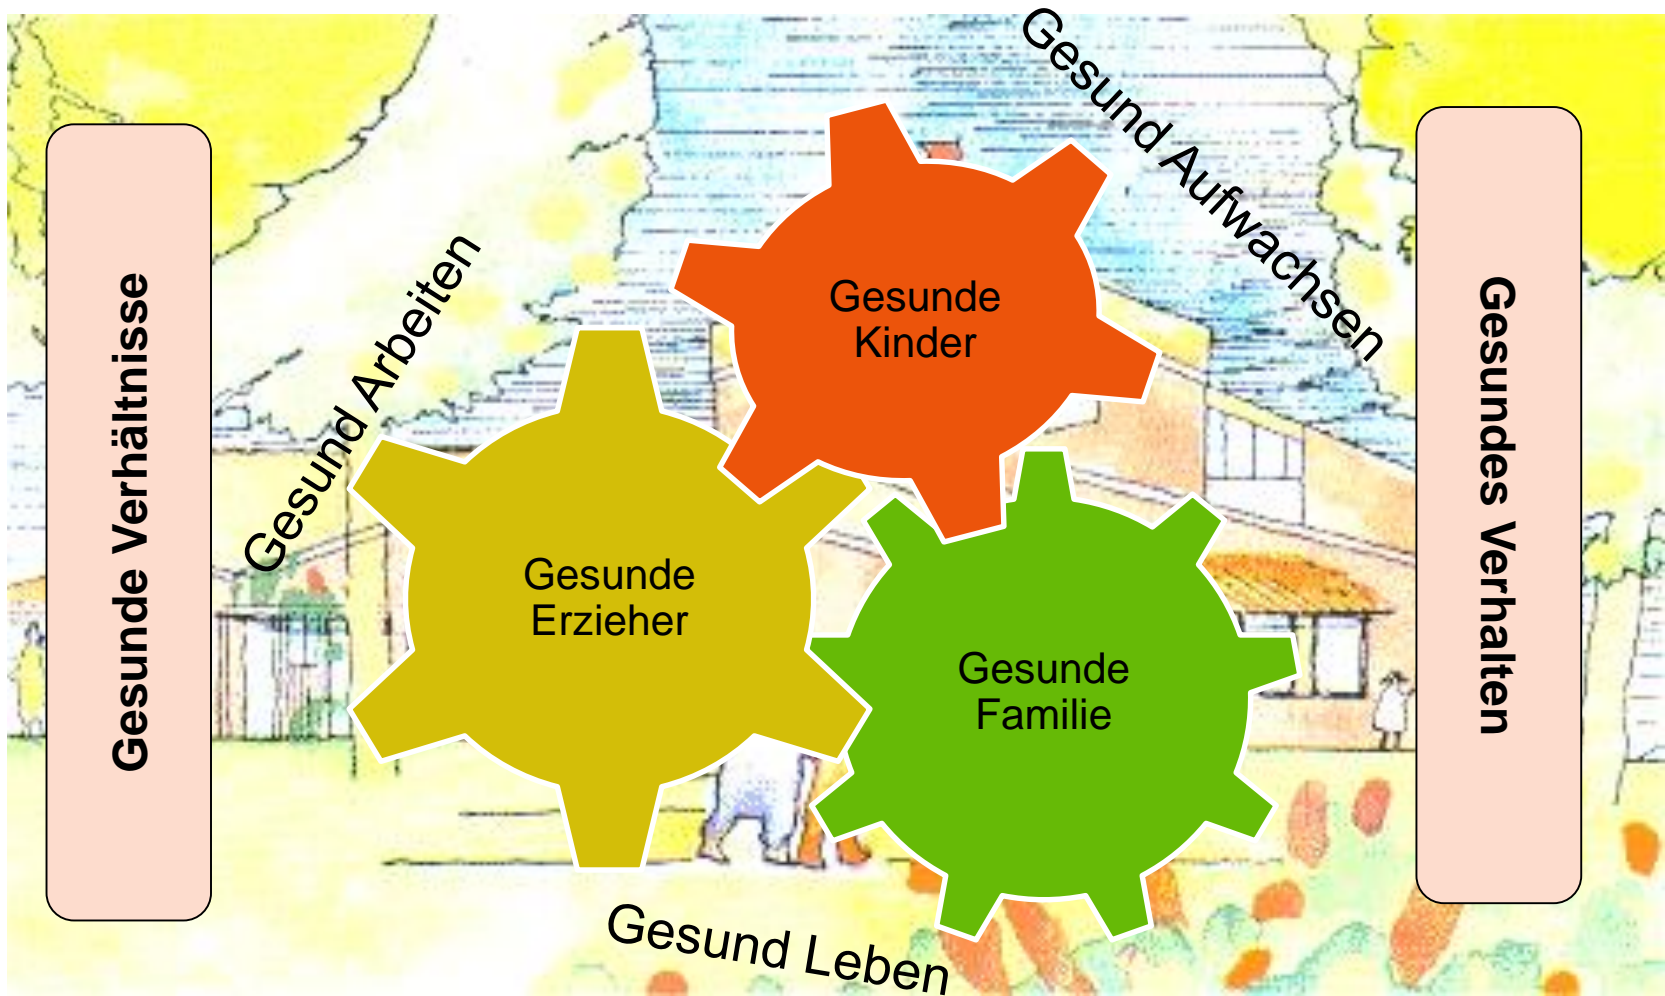 Gesunde Verhältnisse
Gesund Arbeiten
Gesund Aufwachsen
Gesunde
Kinder
Gesunde
Erzieher
Gesunde
Familie
Gesund Leben
Gesundes Verhalten